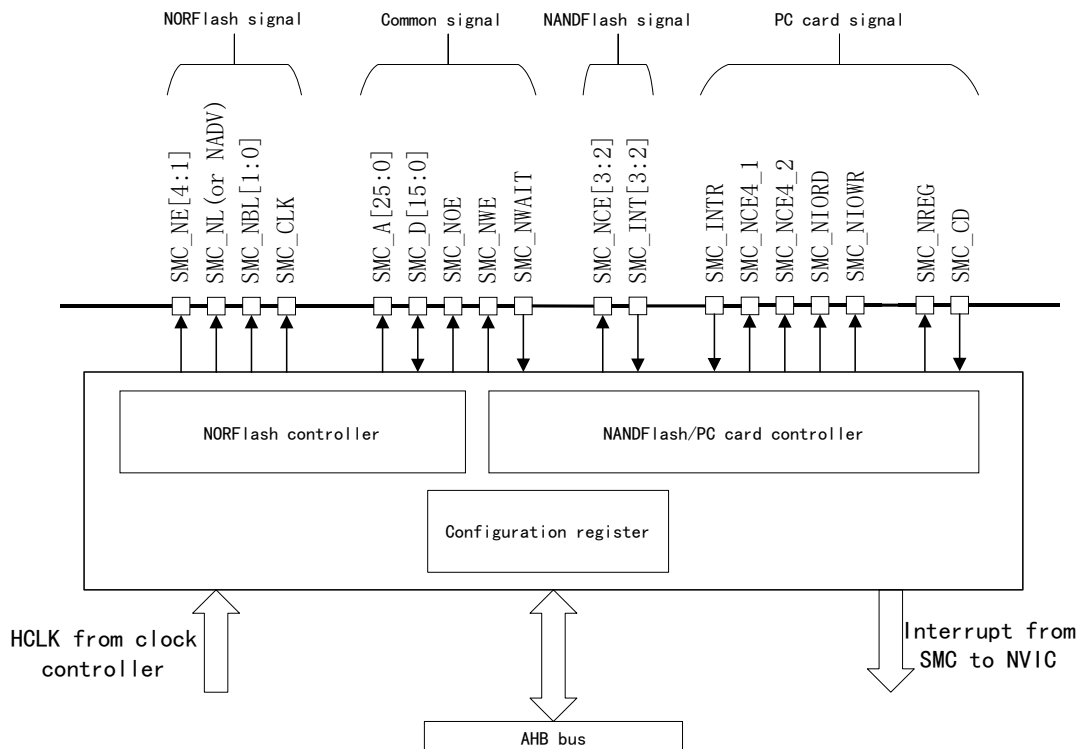 NORFlash signal
Common signal
NANDFlash signal
PC card signal
SMC_NE[4:1]
SMC_NL(or NADV)
SMC_NBL[1:0]
SMC_CLK
SMC_A[25:0]
SMC_D[15:0]
SMC_NOE
SMC_NWE
SMC_NWAIT
SMC_NCE[3:2]
SMC_INT[3:2]
SMC_INTR
SMC_NCE4_1
SMC_NCE4_2
SMC_NIORD
SMC_NIOWR
SMC_NREG
SMC_CD
NORFlash controller
NANDFlash/PC card controller
Configuration register
HCLK from clock
controller
Interrupt from
SMC to NVIC
AHB bus